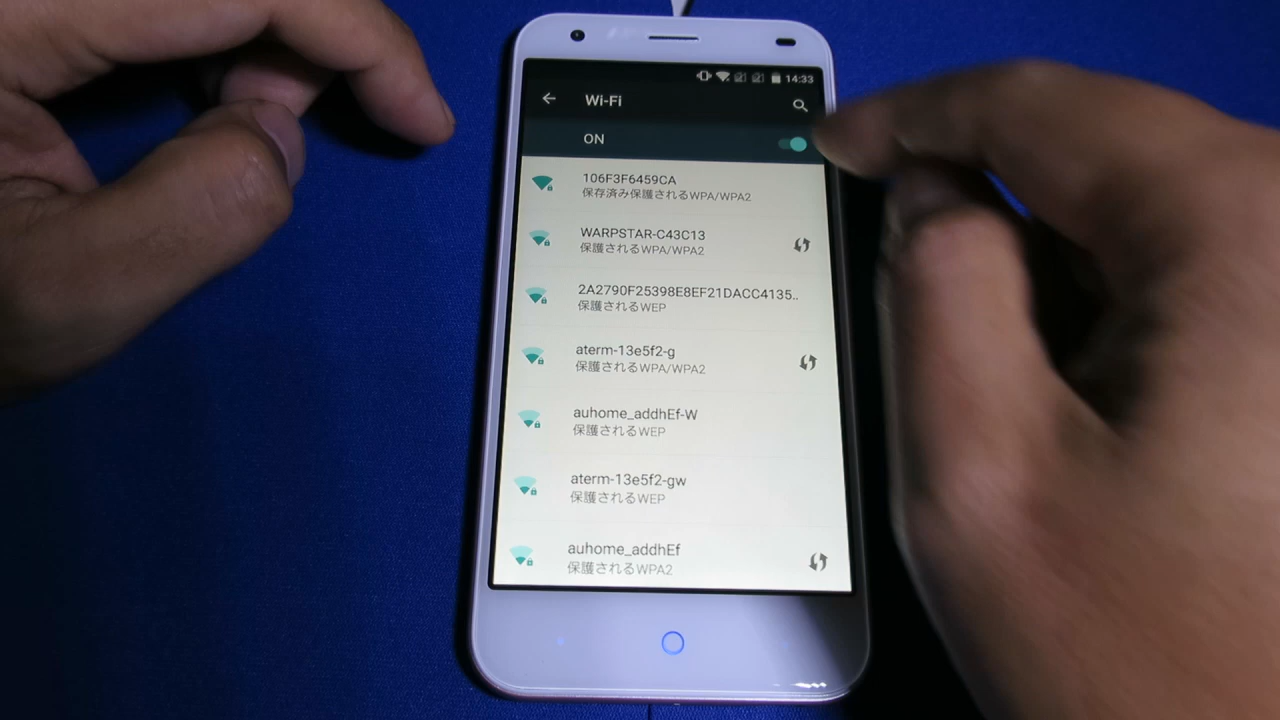 14:33
Wi-Fi
ON
106F3F6459CA
保存済み保護されるWPA/WPA2
WARPSTAR-C43C13
保護されるWPA/WPA2
2A2790F25398E8EF21DACC4135..
保護されるWEP
aterm-13e5f2-g
保護されるWPA/WPA2
auhome_addhEf-W
保護されるWEP
aterm-13e5f2-gw
保護されるWEP
auhome_addhEf
保護されるWPA2